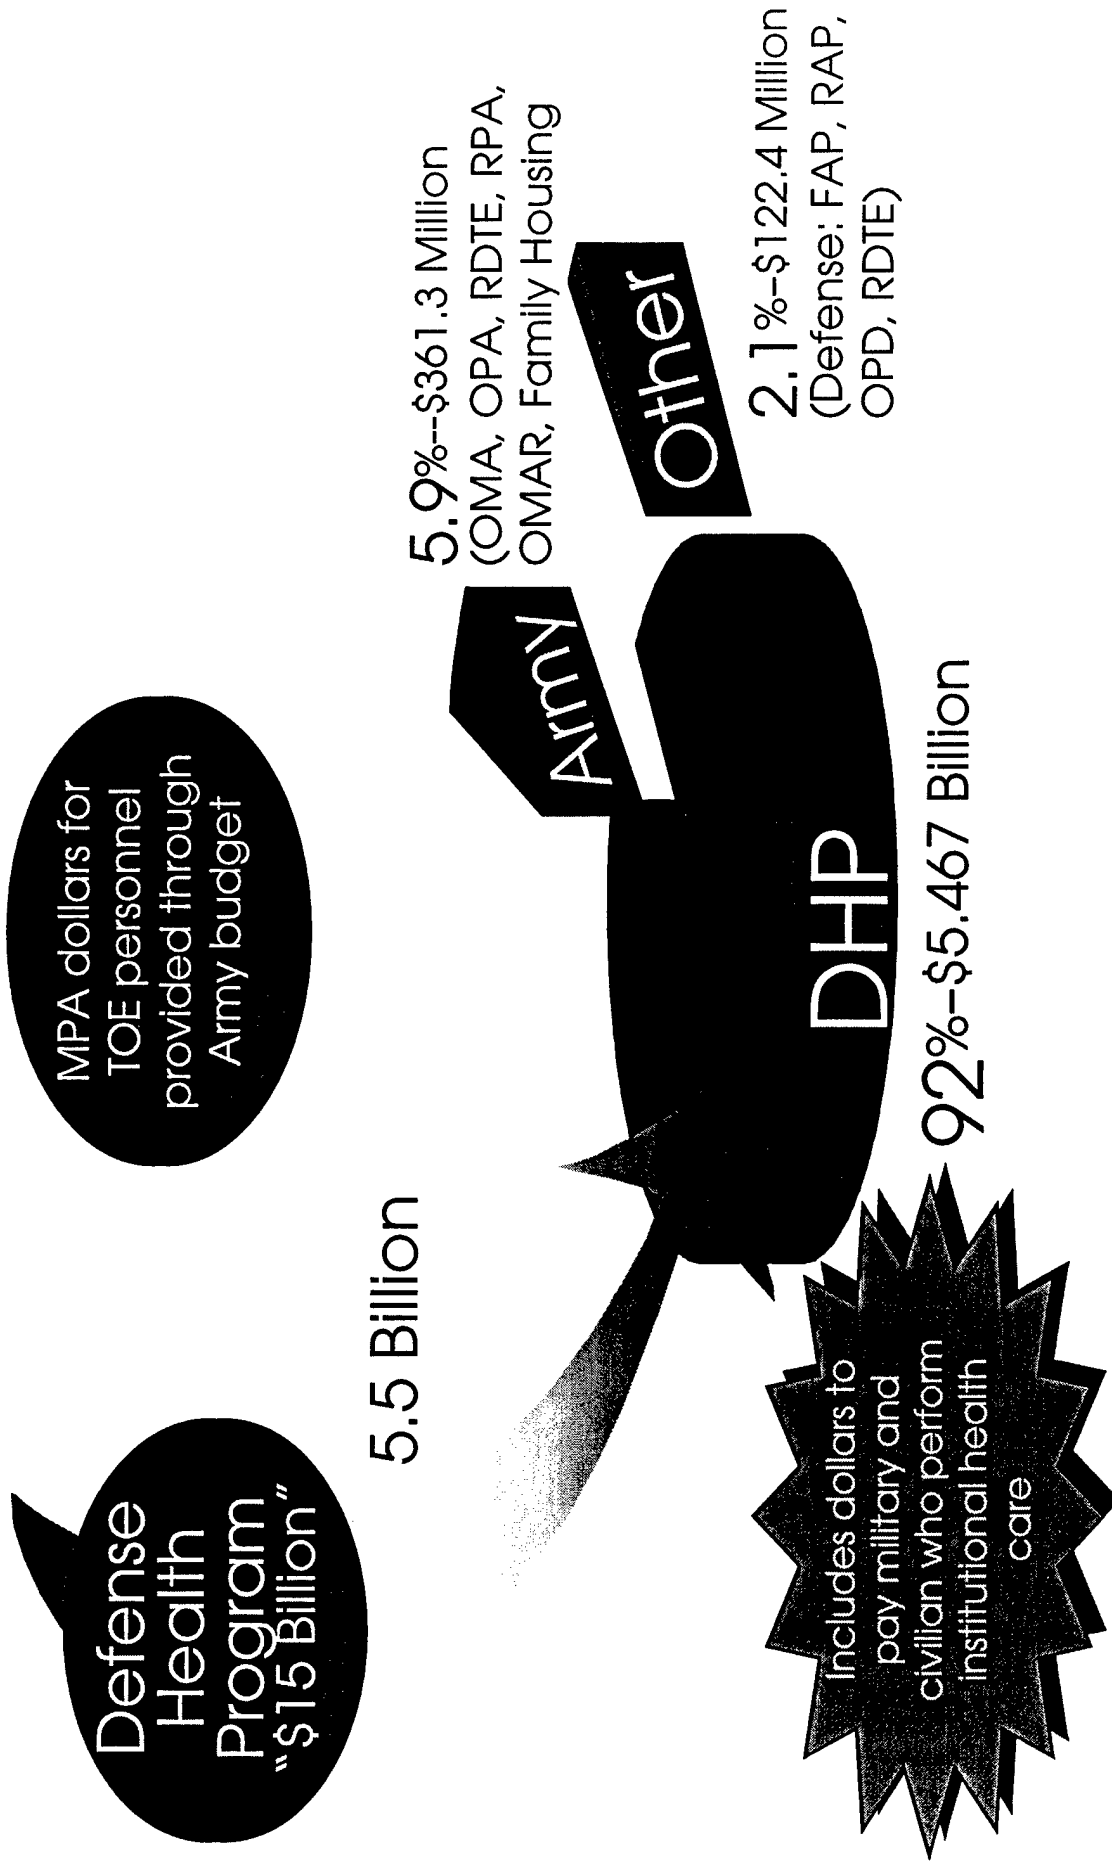 Defense
Health
Program
“$15 Billion”
MPA dollars for
TOE personnel
provided through
Army budget
5.5 Billion
5.9%--$361.3 Million
(OMA, OPA, RDTE, RPA,
OMAR, Family Housing
Army
Other
2.1%–$122.4 Million
(Defense: FAP, RAP,
OPD, RDTE)
DHP
92%–$5.467 Billion
Includes dollars to
pay military and
civilian who perform
institutional health
care